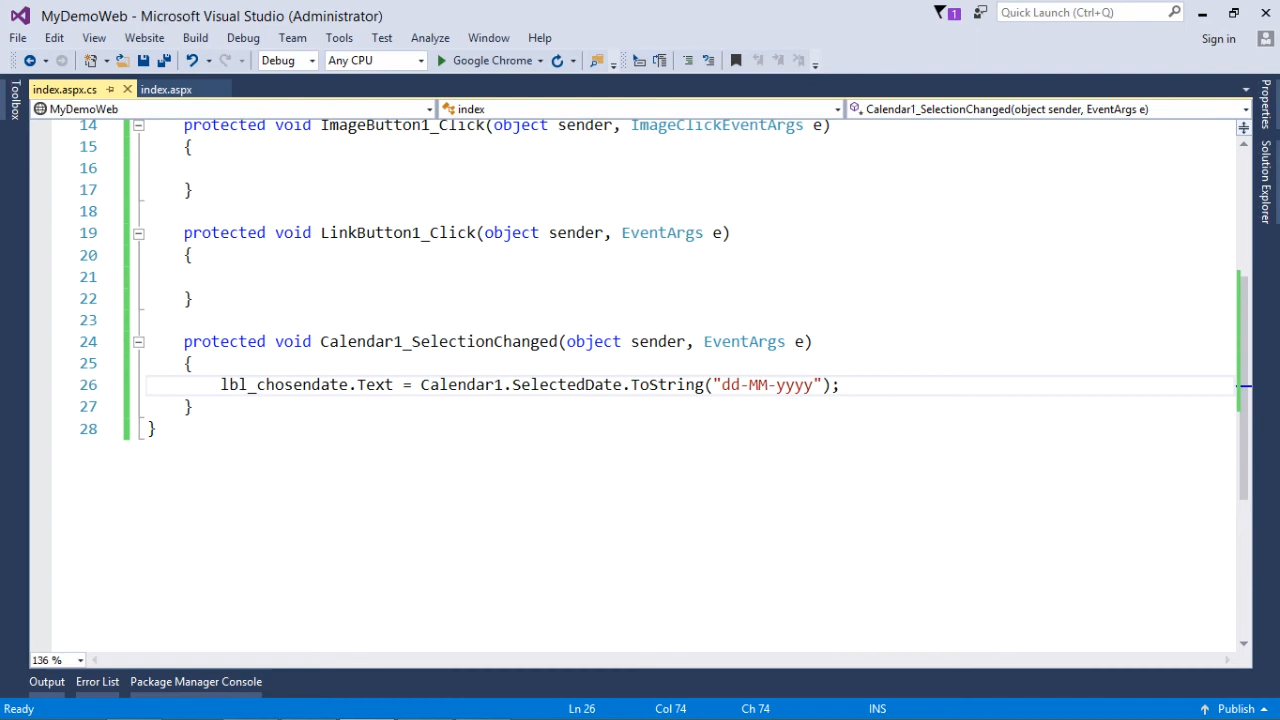 MyDemoWeb - Microsoft Visual Studio (Administrator)
1
Quick Launch (Ctrl+Q)
File Edit View Website Build Debug Team Tools Test Analyze Window Help
Sign in
Debug Any CPU Google Chrome
index.aspx.cs index.aspx
MyDemoWeb index Calendar1_SelectionChanged(object sender, EventArgs e)
Toolbox
Properties
Solution Explorer
14 protected void ImageButton1_Click(object sender, ImageClickEventArgs e)
15 {
16
17 }
18
19 protected void LinkButton1_Click(object sender, EventArgs e)
20 {
21
22 }
23
24 protected void Calendar1_SelectionChanged(object sender, EventArgs e)
25 {
26 lbl_chosendate.Text = Calendar1.SelectedDate.ToString("dd-MM-yyyy");
27 }
28 }
136 %
Output Error List Package Manager Console
Ready Ln 26 Col 74 Ch 74 INS Publish